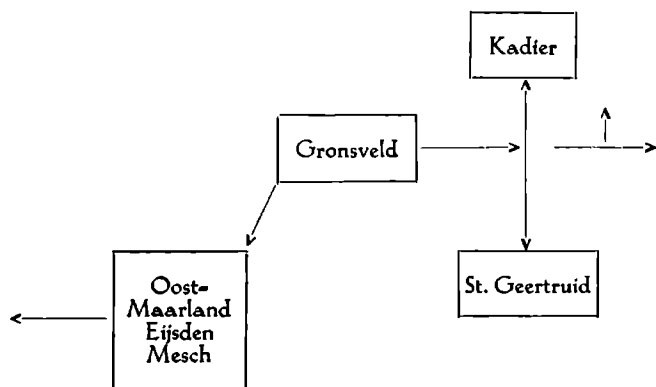 Kadier
Gronsveld
St. Geertruid
Oost-
Maarland
Eijsden
Mesch